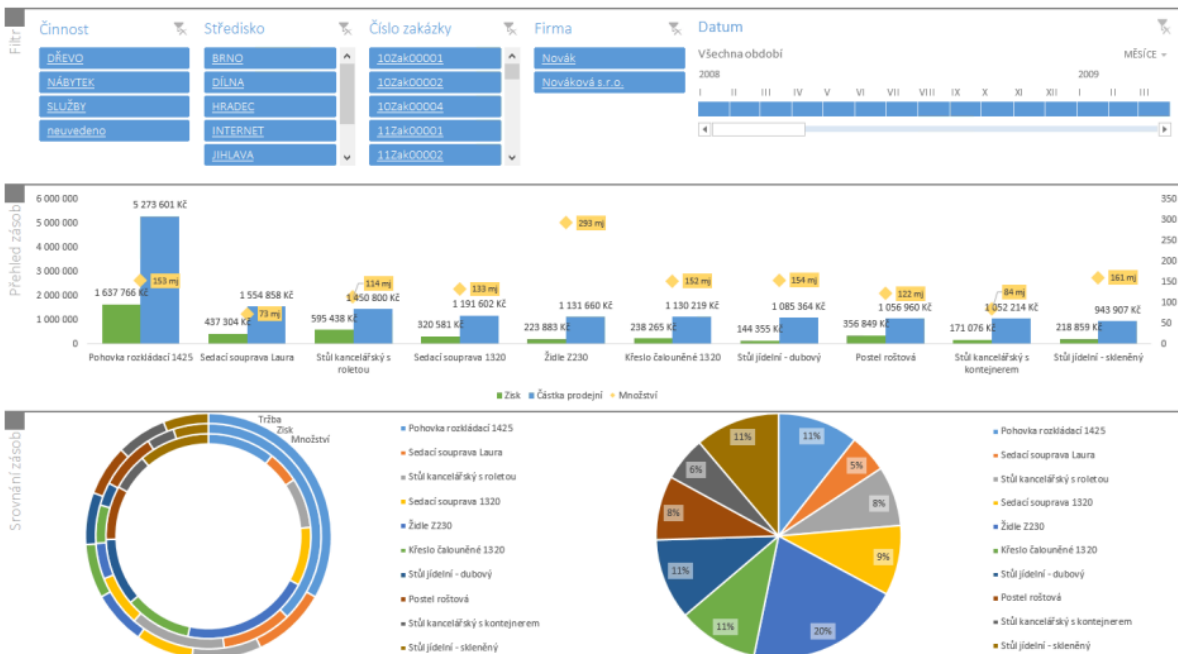 Filtr
Činnost
DŘEVO
NÁBYTEK
SLUŽBY
neuvedeno
Středisko
BRNO
DÍLNA
HRADEC
INTERNET
JIHLAVA
Číslo zakázky
10Zak00001
10Zak00002
10Zak00004
11Zak00001
11Zak00002
Firma
Novák
Nováková s.r.o.
Datum
Všechna období
MĚSÍCE
2008 2009
I II III IV V VI VII VIII IX X XI XII I II III
Přehled zásob
6 000 000
5 000 000
4 000 000
3 000 000
2 000 000
1 000 000
0
350
300
250
200
150
100
50
0
1 637 766 Kč
5 273 601 Kč
153 mj
437 304 Kč
1 554 858 Kč
73 mj
595 438 Kč
1 450 800 Kč
114 mj
320 581 Kč
1 191 602 Kč
133 mj
223 883 Kč
1 131 660 Kč
293 mj
238 265 Kč
1 130 219 Kč
152 mj
144 355 Kč
1 085 364 Kč
154 mj
356 849 Kč
1 056 960 Kč
122 mj
171 076 Kč
1 052 214 Kč
84 mj
218 859 Kč
943 907 Kč
161 mj
Pohovka rozkládací 1425
Sedací souprava Laura
Stůl kancelářský s
roletou
Sedací souprava 1320
Židle Z230
Křeslo čalouněné 1320
Stůl jídelní - dubový
Postel roštová
Stůl kancelářský s
kontejnerem
Stůl jídelní - skleněný
Zisk Částka prodejní Množství
Srovnání zásob
Tržba
Zisk
Množství
Pohovka rozkládací 1425
Sedací souprava Laura
Stůl kancelářský s roletou
Sedací souprava 1320
Židle Z230
Křeslo čalouněné 1320
Stůl jídelní - dubový
Postel roštová
Stůl kancelářský s kontejnerem
Stůl jídelní - skleněný
11%
5%
8%
9%
20%
11%
11%
8%
6%
11%
Pohovka rozkládací 1425
Sedací souprava Laura
Stůl kancelářský s roletou
Sedací souprava 1320
Židle Z230
Křeslo čalouněné 1320
Stůl jídelní - dubový
Postel roštová
Stůl kancelářský s kontejnerem
Stůl jídelní - skleněný